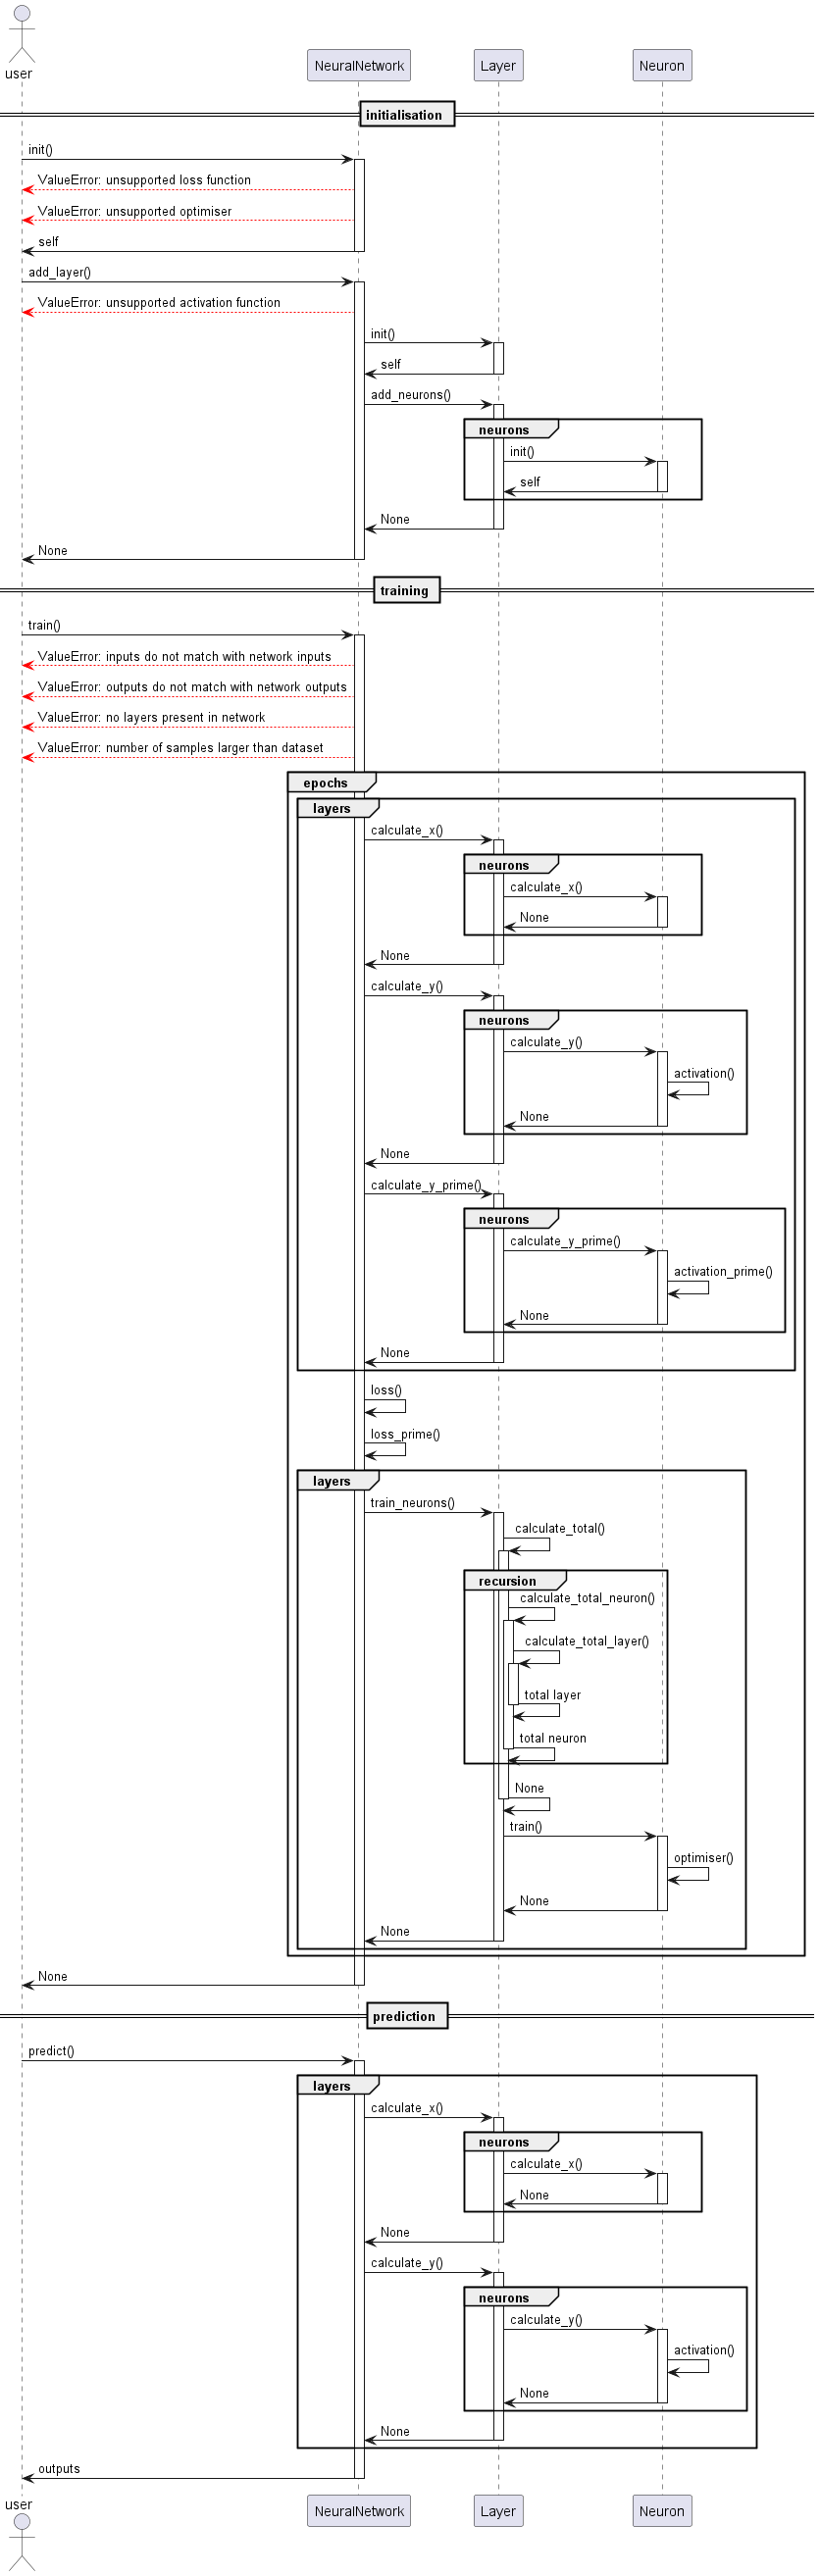 user
NeuralNetwork
Layer
Neuron
initialisation
init()
ValueError: unsupported loss function
ValueError: unsupported optimiser
self
add_layer()
ValueError: unsupported activation function
init()
self
add_neurons()
neurons
init()
self
None
None
training
train()
ValueError: inputs do not match with network inputs
ValueError: outputs do not match with network outputs
ValueError: no layers present in network
ValueError: number of samples larger than dataset
epochs
layers
calculate_x()
neurons
calculate_x()
None
None
calculate_y()
neurons
calculate_y()
activation()
None
None
calculate_y_prime()
neurons
calculate_y_prime()
activation_prime()
None
None
loss()
loss_prime()
layers
train_neurons()
calculate_total()
recursion
calculate_total_neuron()
calculate_total_layer()
total layer
total neuron
None
train()
optimiser()
None
None
None
prediction
predict()
layers
calculate_x()
neurons
calculate_x()
None
None
calculate_y()
neurons
calculate_y()
activation()
None
None
outputs
user
NeuralNetwork
Layer
Neuron